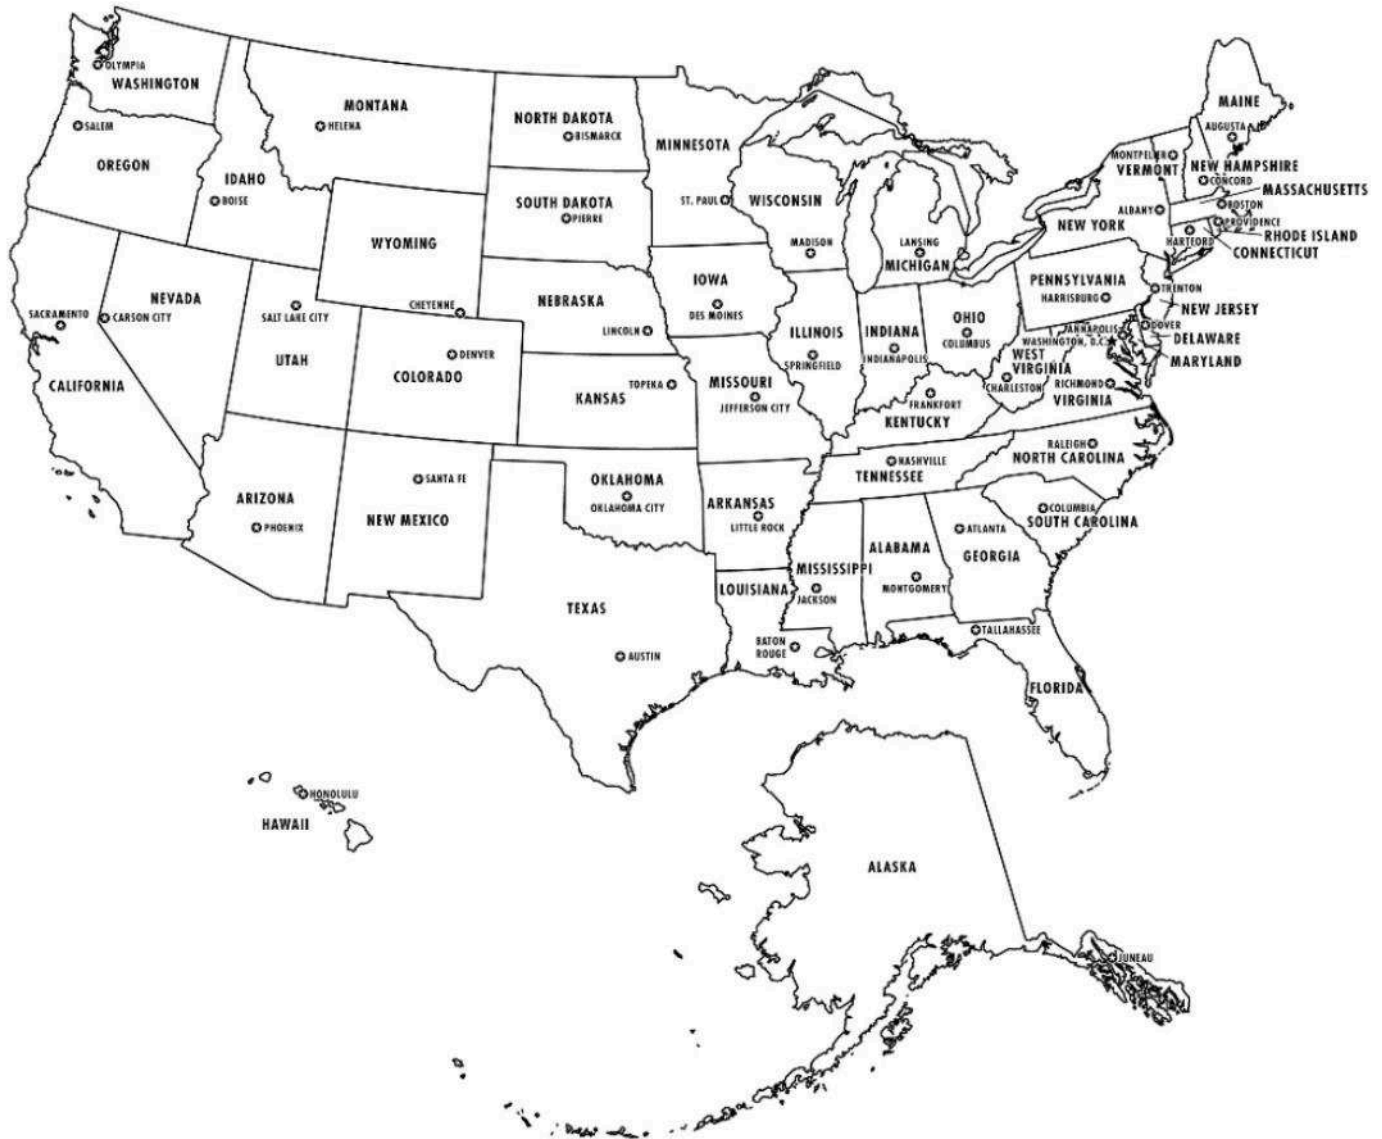 OLYMPIA
WASHINGTON
SALEM
OREGON
MONTANA
HELENA
IDAHO
BOISE
NORTH DAKOTA
BISMARCK
SOUTH DAKOTA
PIERRE
MINNESOTA
ST. PAUL
WISCONSIN
MADISON
LANSING
MICHIGAN
MAINE
AUGUSTA
MONTPELIER
VERMONT
NEW HAMPSHIRE
CONCORD
MASSACHUSETTS
BOSTON
ALBANY
NEW YORK
PROVIDENCE
HARTFORD
RHODE ISLAND
CONNECTICUT
WYOMING
CHEYENNE
NEBRASKA
LINCOLN
IOWA
DES MOINES
PENNSYLVANIA
HARRISBURG
TRENTON
NEW JERSEY
NEVADA
CARSON CITY
SACRAMENTO
CALIFORNIA
SALT LAKE CITY
UTAH
DENVER
COLORADO
TOPEKA
KANSAS
MISSOURI
JEFFERSON CITY
ILLINOIS
SPRINGFIELD
INDIANA
INDIANAPOLIS
OHIO
COLUMBUS
ANNAPOLIS
DOVER
WASHINGTON, D.C.
DELAWARE
MARYLAND
WEST
VIRGINIA
CHARLESTON
RICHMOND
VIRGINIA
FRANKFORT
KENTUCKY
RALEIGH
NORTH CAROLINA
NASHVILLE
TENNESSEE
ARIZONA
PHOENIX
SANTA FE
NEW MEXICO
OKLAHOMA
OKLAHOMA CITY
ARKANSAS
LITTLE ROCK
COLUMBIA
SOUTH CAROLINA
ATLANTA
GEORGIA
ALABAMA
MONTGOMERY
MISSISSIPPI
JACKSON
LOUISIANA
BATON
ROUGE
TEXAS
AUSTIN
TALLAHASSEE
FLORIDA
HONOLULU
HAWAII
ALASKA
JUNEAU